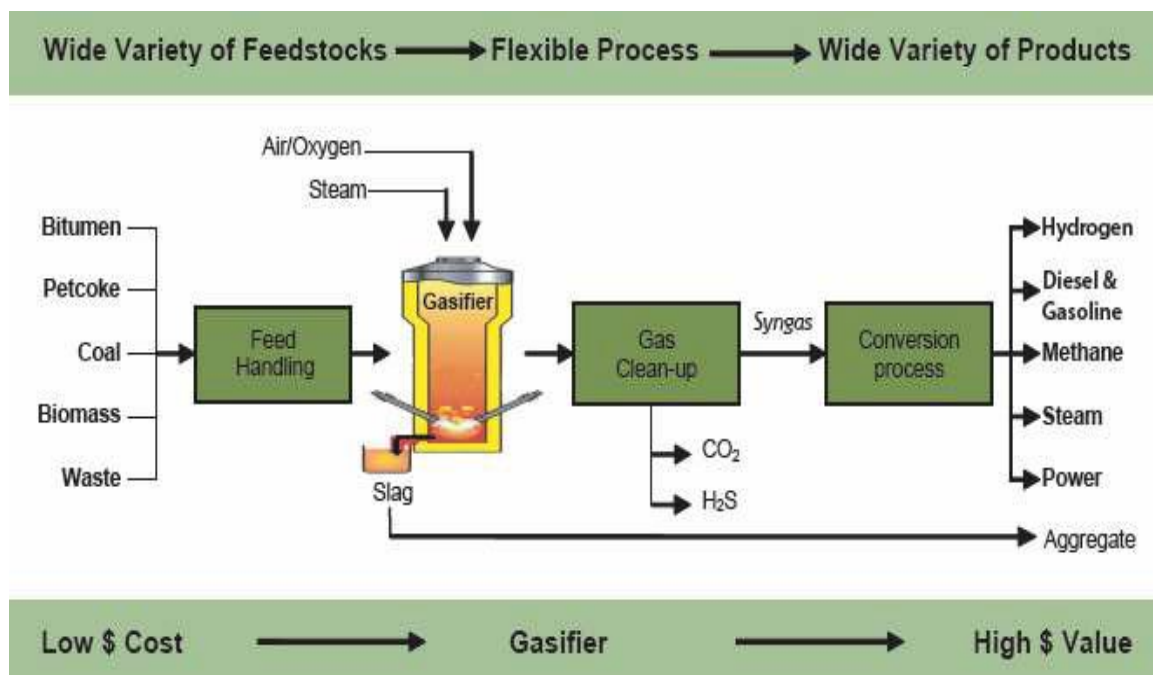 Wide Variety of Feedstocks
Flexible Process
Wide Variety of Products
Air/Oxygen
Steam
Bitumen
Petcoke
Coal
Biomass
Waste
Feed
Handling
Gasifier
Slag
Gas
Clean-up
CO₂
H₂S
Syngas
Conversion
process
Hydrogen
Diesel &
Gasoline
Methane
Steam
Power
Aggregate
Low $ Cost
Gasifier
High $ Value